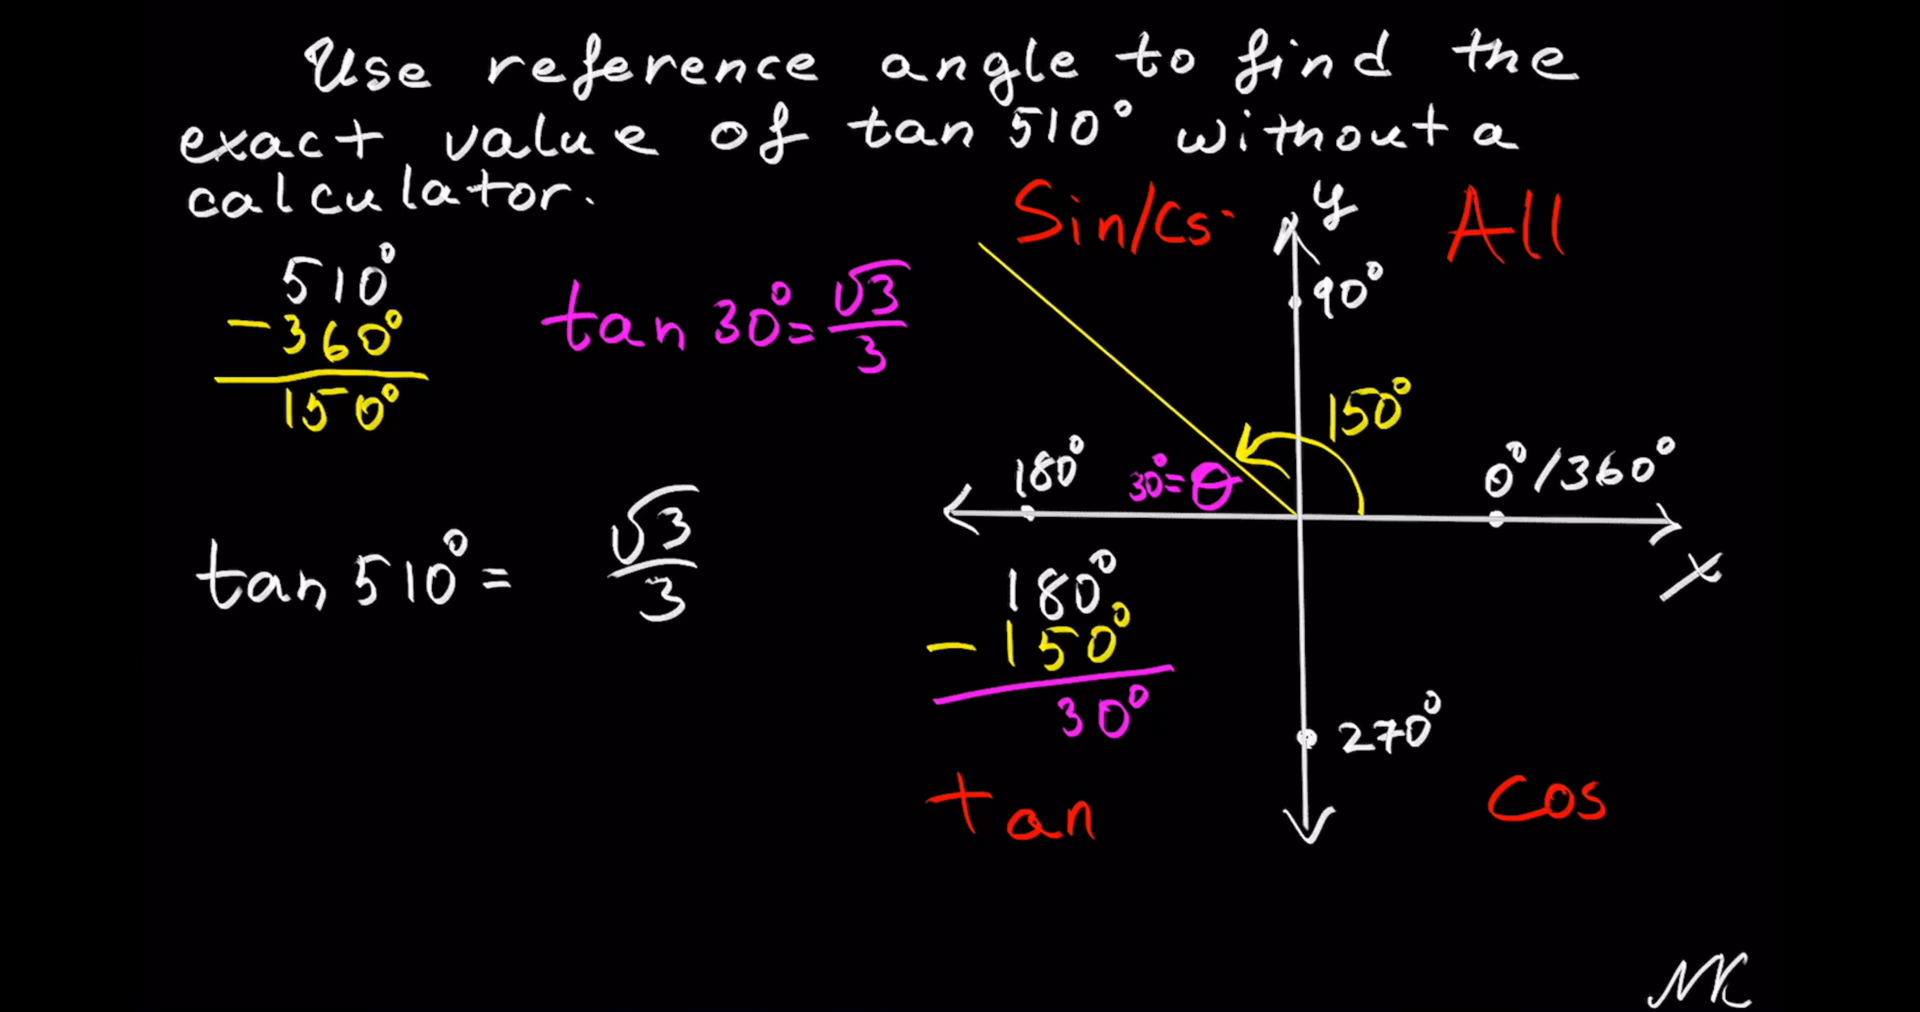 Use reference angle to find the
exact value of tan 510° without a
calculator.
510°
-360°
150°
tan 30°= √3/3
tan 510°= √3/3
Sin/Cs
All
y
90°
150°
180°
30°=θ
0°/360°
x
180°
-150°
30°
270°
tan
cos
MK